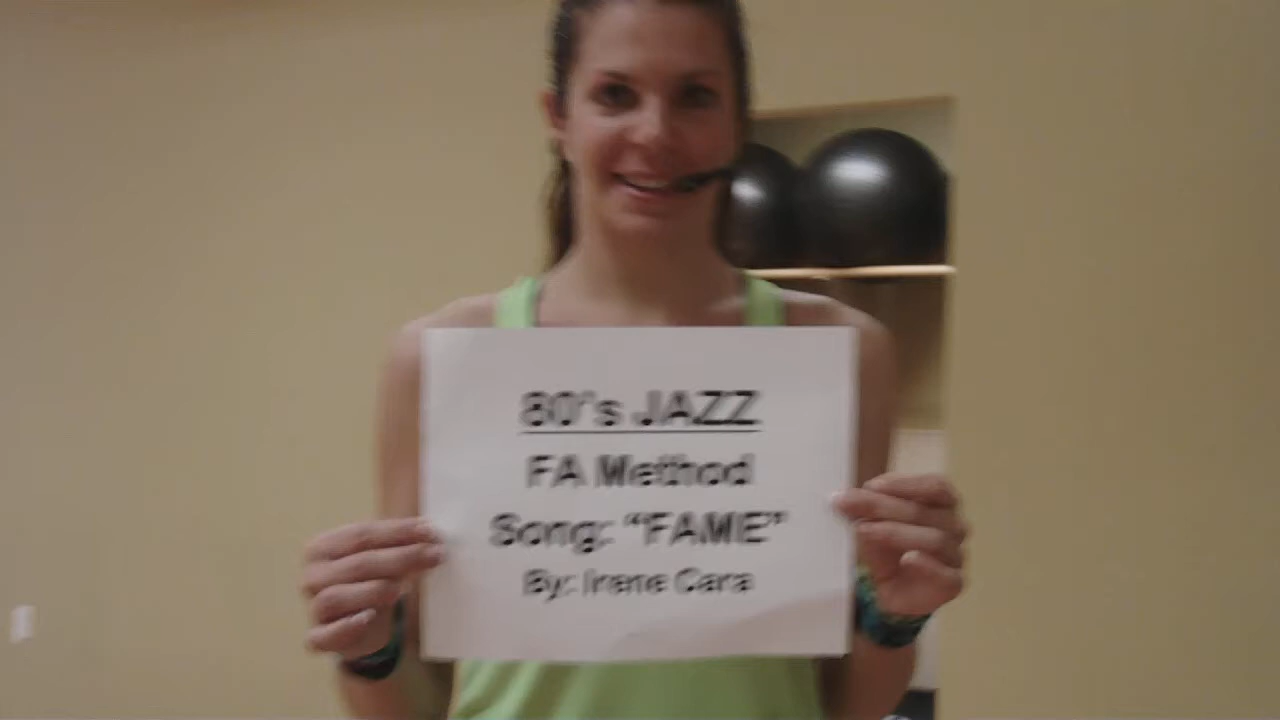 80's JAZZ
FA Method
Song: “FAME”
By: Irene Cara